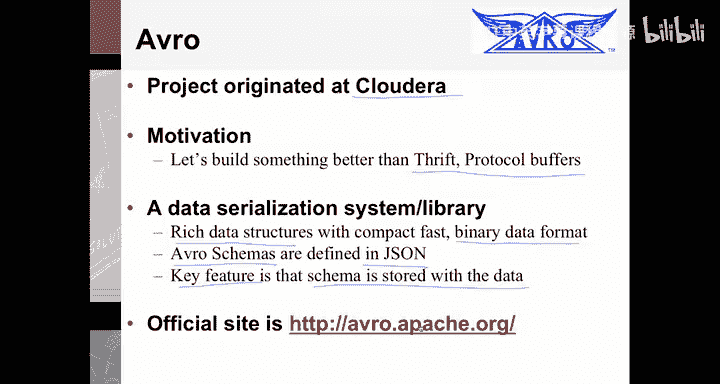 Avro
AVRO
TM
bilibili
• Project originated at Cloudera
• Motivation
– Let's build something better than Thrift, Protocol buffers
• A data serialization system/library
– Rich data structures with compact fast, binary data format
– Avro Schemas are defined in JSON
– Key feature is that schema is stored with the data
• Official site is http://avro.apache.org/